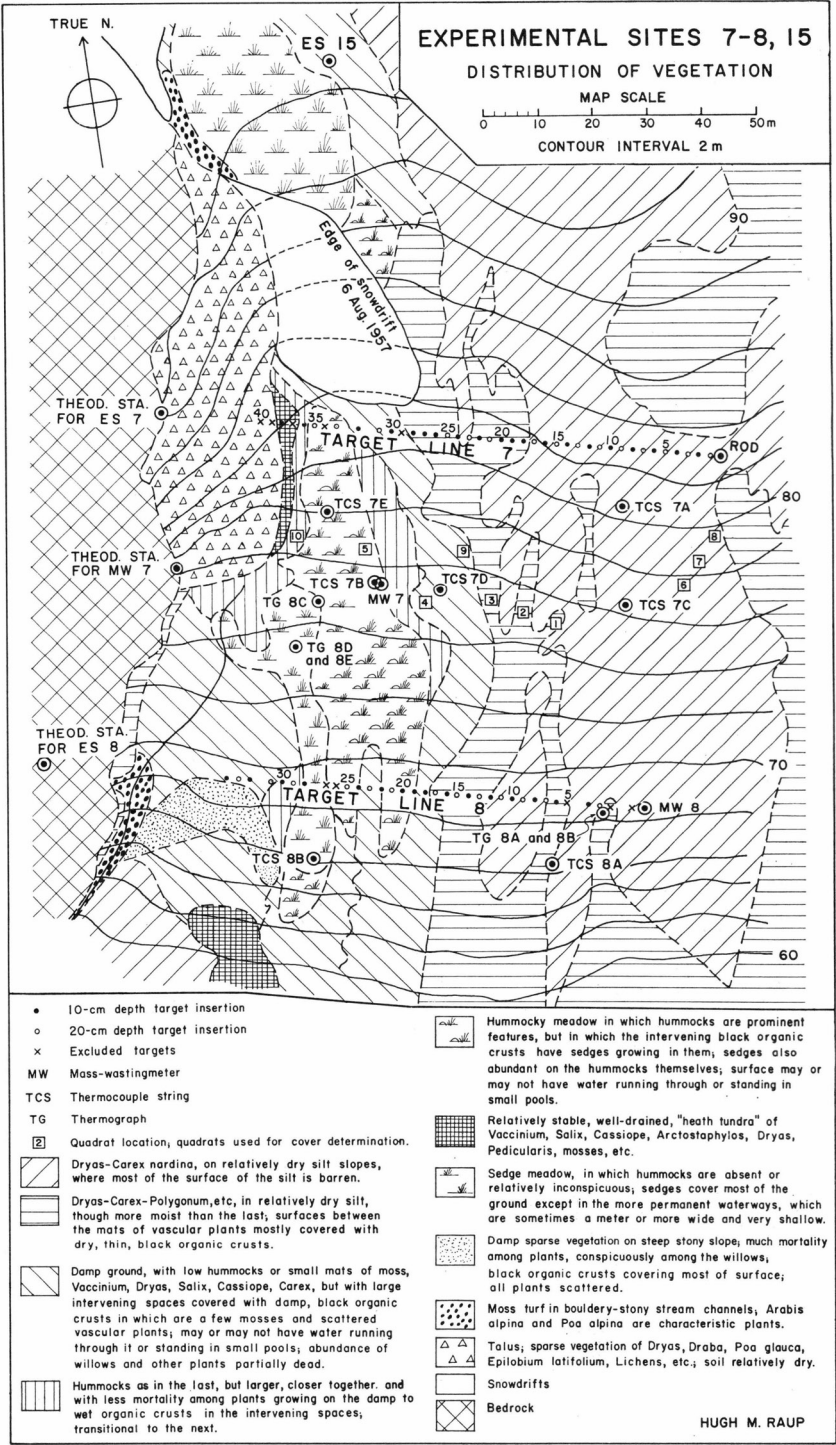 TRUE N.
ES 15
EXPERIMENTAL SITES 7-8, 15
DISTRIBUTION OF VEGETATION
MAP SCALE
0 10 20 30 40 50m
CONTOUR INTERVAL 2 m
90
Edge of snowdrift
6 Aug. 1957
THEOD. STA.
FOR ES 7
40 35 30 25 20 15 10 5
TARGET LINE 7
ROD
TCS 7E
TCS 7A
80
10
5
9
8
7
THEOD. STA.
FOR MW 7
TCS 7B
MW 7
TCS 7D
6
TG 8C
4
3
2
1
TCS 7C
TG 8D
and 8E
THEOD. STA.
FOR ES 8
70
30 25 20 15 10 5
TARGET LINE 8
MW 8
TG 8A and 8B
TCS 8B
TCS 8A
60
10-cm depth target insertion
20-cm depth target insertion
Excluded targets
MW Mass-wastingmeter
TCS Thermocouple string
TG Thermograph
2 Quadrat location, quadrats used for cover determination.
Dryas-Carex nardina, on relatively dry silt slopes,
where most of the surface of the silt is barren.
Dryas-Carex-Polygonum, etc, in relatively dry silt,
though more moist than the last; surfaces between
the mats of vascular plants mostly covered with
dry, thin, black organic crusts.
Damp ground, with low hummocks or small mats of moss,
Vaccinium, Dryas, Salix, Cassiope, Carex, but with large
intervening spaces covered with damp, black organic
crusts in which are a few mosses and scattered
vascular plants; may or may not have water running
through it or standing in small pools; abundance of
willows and other plants partially dead.
Hummocks as in the last, but larger, closer together. and
with less mortality among plants growing on the damp to
wet organic crusts in the intervening spaces;
transitional to the next.
Hummocky meadow in which hummocks are prominent
features, but in which the intervening black organic
crusts have sedges growing in them; sedges also
abundant on the hummocks themselves; surface may or
may not have water running through or standing in
small pools.
Relatively stable, well-drained, "heath tundra" of
Vaccinium, Salix, Cassiope, Arctostaphylos, Dryas,
Pedicularis, mosses, etc.
Sedge meadow, in which hummocks are absent or
relatively inconspicuous; sedges cover most of the
ground except in the more permanent waterways, which
are sometimes a meter or more wide and very shallow.
Damp sparse vegetation on steep stony slope; much mortality
among plants, conspicuously among the willows;
black organic crusts covering most of surface;
all plants scattered.
Moss turf in bouldery-stony stream channels; Arabis
alpina and Poa alpina are characteristic plants.
Talus; sparse vegetation of Dryas, Draba, Poa glauca,
Epilobium latifolium, Lichens, etc.; soil relatively dry.
Snowdrifts
Bedrock
HUGH M. RAUP